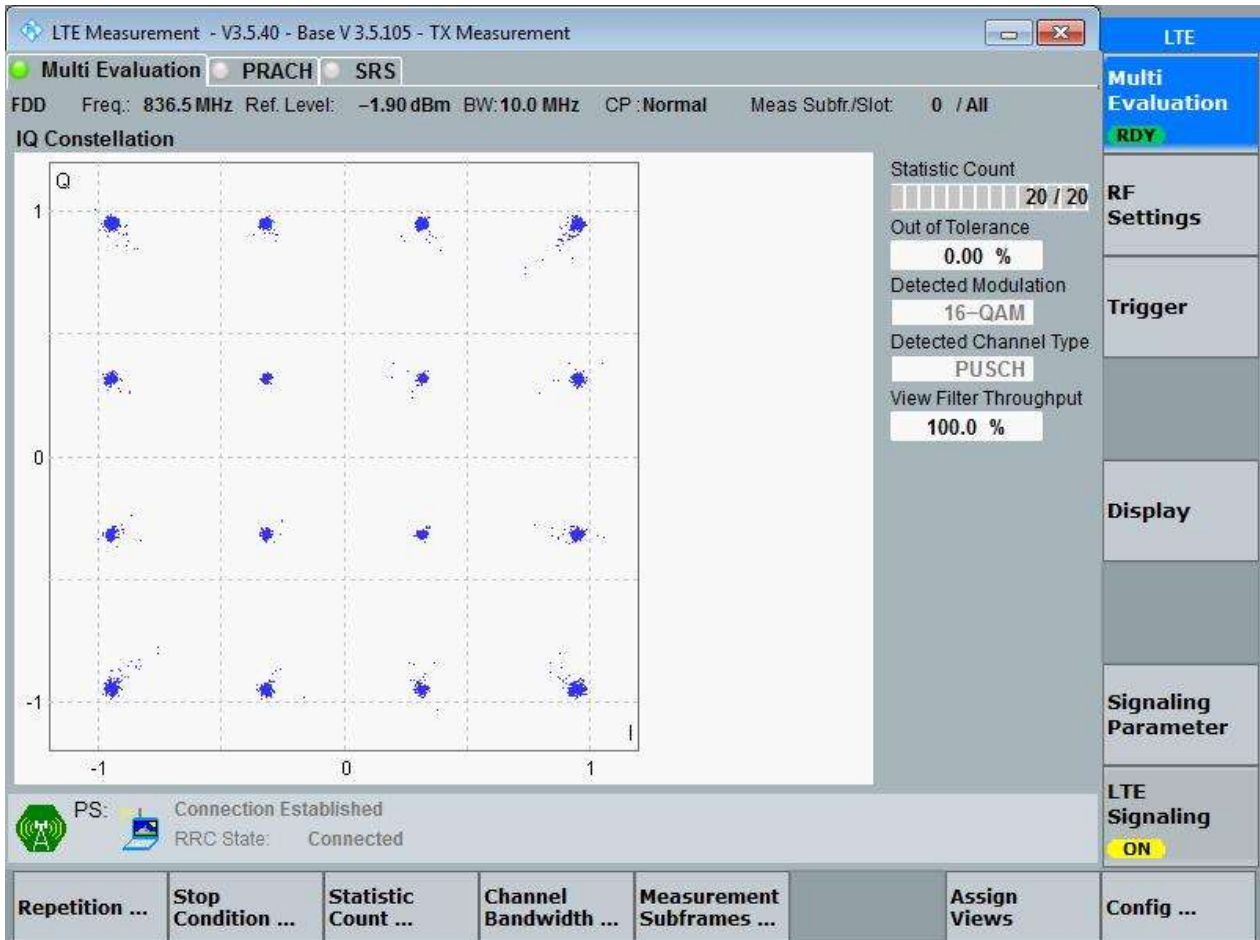 LTE Measurement - V3.5.40 - Base V 3.5.105 - TX Measurement
LTE
Multi Evaluation PRACH SRS
Multi
Evaluation
RDY
FDD Freq.: 836.5 MHz Ref. Level: −1.90 dBm BW: 10.0 MHz CP : Normal Meas Subfr./Slot: 0 / All
IQ Constellation
Q
1
0
-1
-1 0 1
I
Statistic Count
20 / 20
Out of Tolerance
0.00 %
Detected Modulation
16−QAM
Detected Channel Type
PUSCH
View Filter Throughput
100.0 %
RF
Settings
Trigger
Display
Signaling
Parameter
LTE
Signaling
ON
PS: Connection Established
RRC State: Connected
Repetition ...
Stop
Condition ...
Statistic
Count ...
Channel
Bandwidth ...
Measurement
Subframes ...
Assign
Views
Config ...